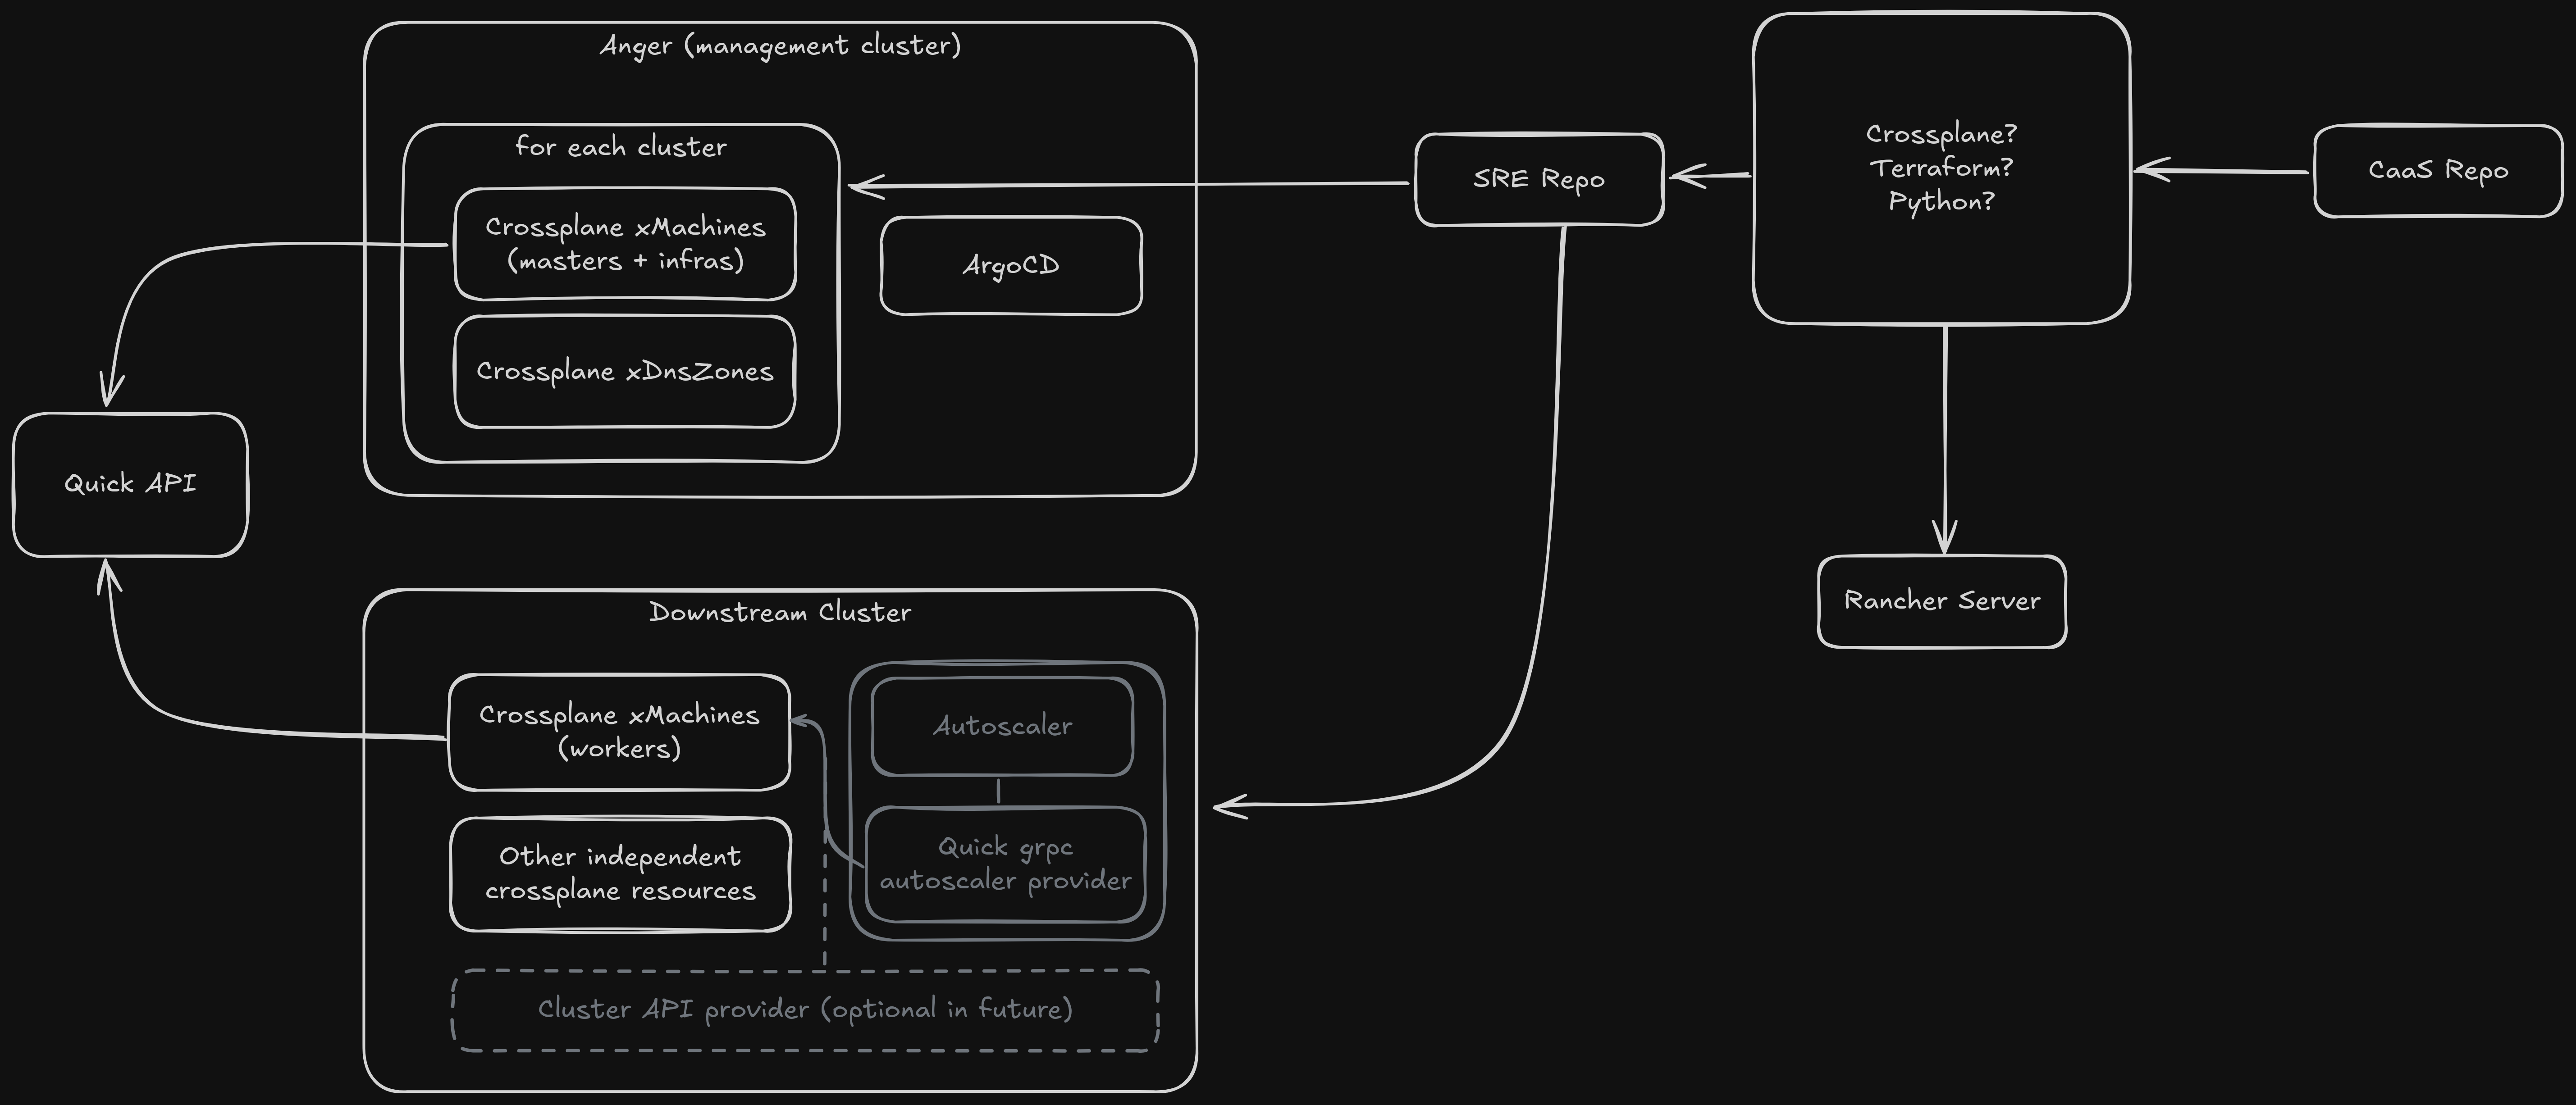 Anger (management cluster)
for each cluster
Crossplane xMachines
(masters + infras)
Crossplane xDnsZones
ArgoCD
SRE Repo
Crossplane?
Terraform?
Python?
CaaS Repo
Quick API
Rancher Server
Downstream Cluster
Crossplane xMachines
(workers)
Other independent
crossplane resources
Autoscaler
Quick grpc
autoscaler provider
Cluster API provider (optional in future)